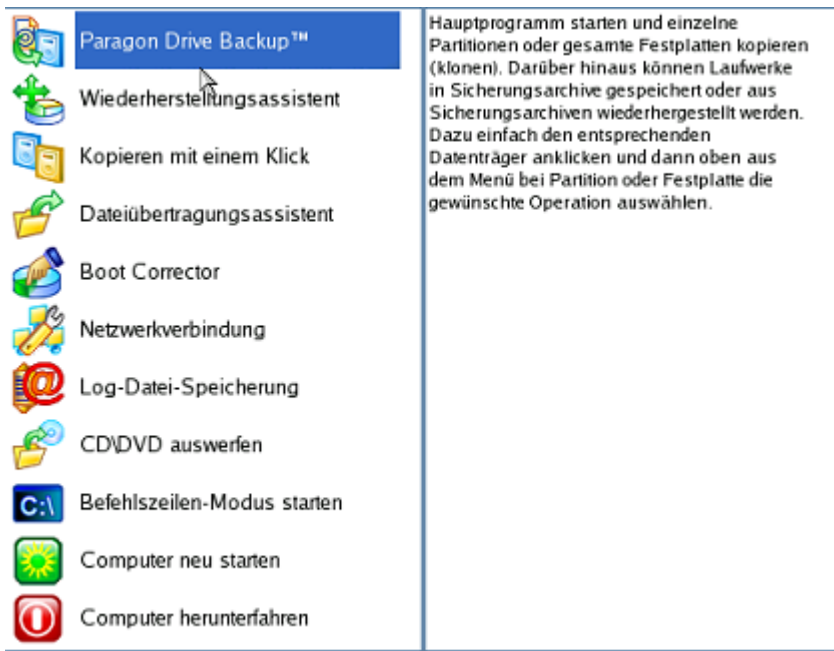 Paragon Drive Backup™
Wiederherstellungsassistent
Kopieren mit einem Klick
Dateiübertragungsassistent
Boot Corrector
Netzwerkverbindung
@
Log-Datei-Speicherung
CD\DVD auswerfen
C:\
Befehlszeilen-Modus starten
Computer neu starten
Computer herunterfahren
Hauptprogramm starten und einzelne
Partitionen oder gesamte Festplatten kopieren
(klonen). Darüber hinaus können Laufwerke
in Sicherungsarchive gespeichert oder aus
Sicherungsarchiven wiederhergestellt werden.
Dazu einfach den entsprechenden
Datenträger anklicken und dann oben aus
dem Menü bei Partition oder Festplatte die
gewünschte Operation auswählen.